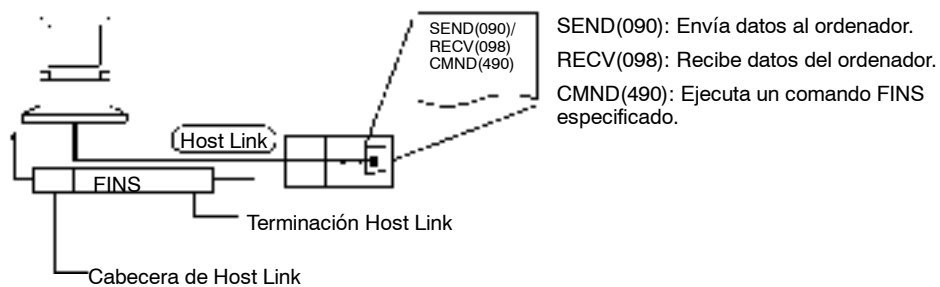 SEND(090)/
RECV(098)
CMND(490)
SEND(090): Envía datos al ordenador.
RECV(098): Recibe datos del ordenador.
CMND(490): Ejecuta un comando FINS
especificado.
Host Link
FINS
Terminación Host Link
Cabecera de Host Link